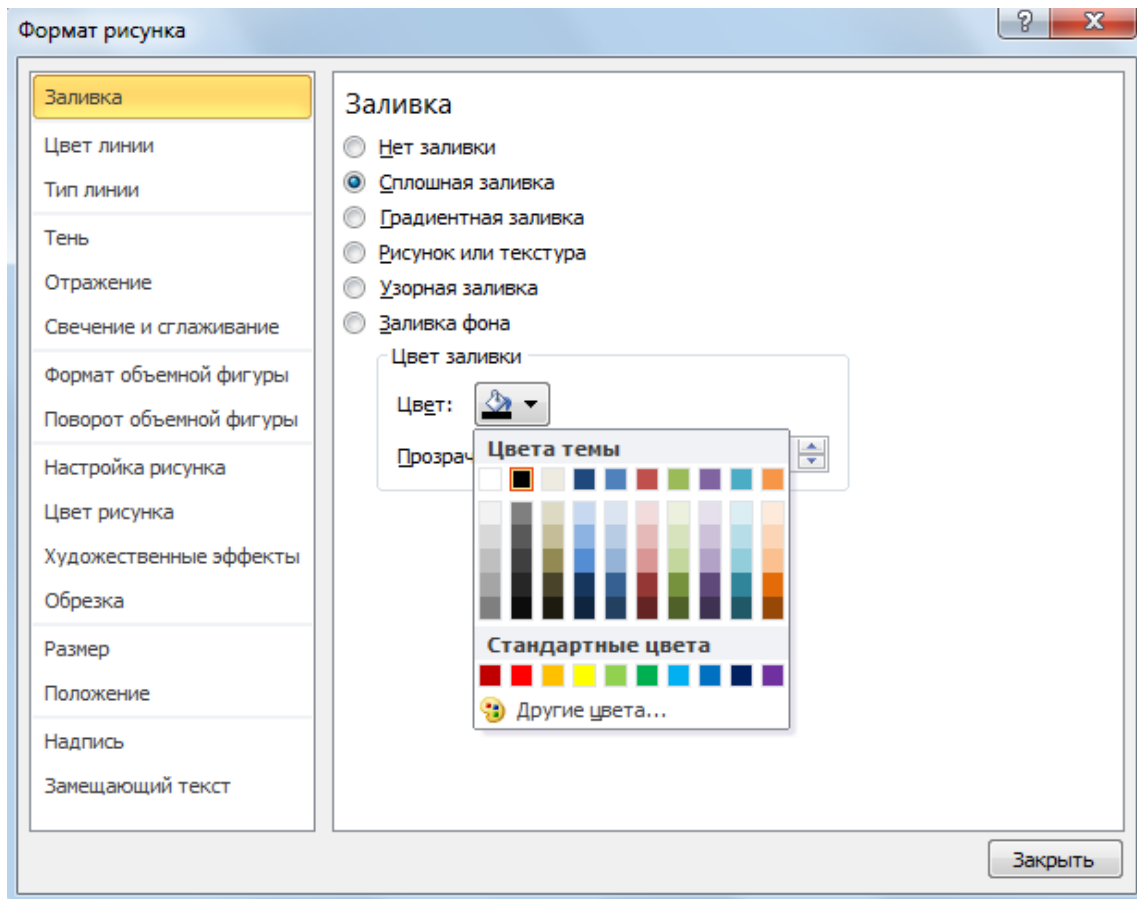 Формат рисунка
Заливка
Цвет линии
Тип линии
Тень
Отражение
Свечение и сглаживание
Формат объемной фигуры
Поворот объемной фигуры
Настройка рисунка
Цвет рисунка
Художественные эффекты
Обрезка
Размер
Положение
Надпись
Замещающий текст
Заливка
Нет заливки
Сплошная заливка
Градиентная заливка
Рисунок или текстура
Узорная заливка
Заливка фона
Цвет заливки
Цвет:
Прозрач
Цвета темы
Стандартные цвета
Другие цвета...
Закрыть